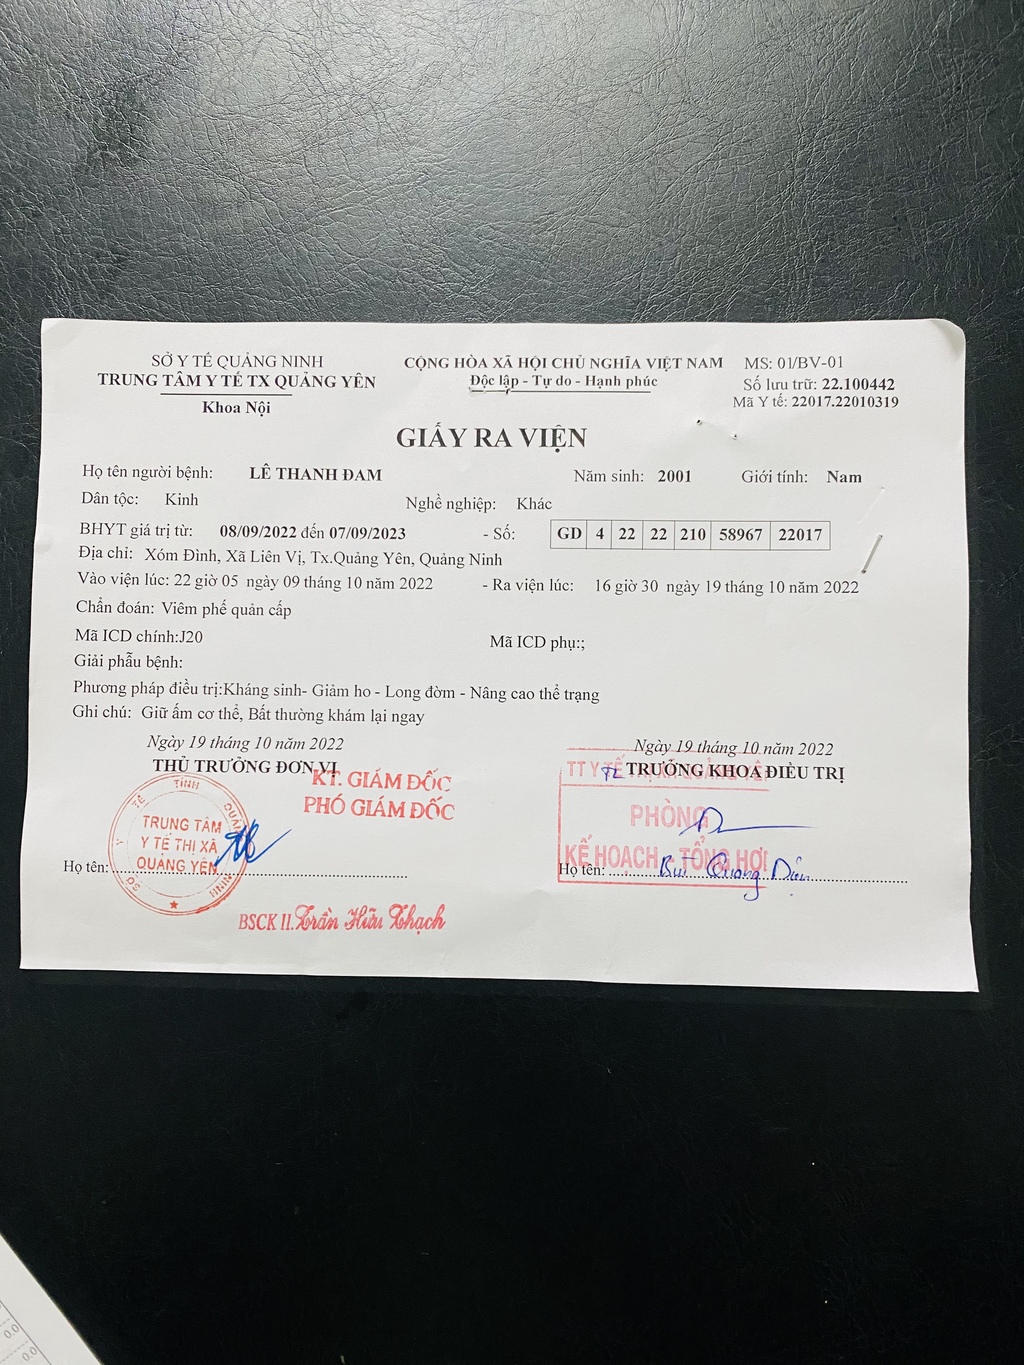 SỞ Y TẾ QUẢNG NINH
TRUNG TÂM Y TẾ TX QUẢNG YÊN
Khoa Nội
CỘNG HÒA XÃ HỘI CHỦ NGHĨA VIỆT NAM
Độc lập - Tự do - Hạnh phúc
MS: 01/BV-01
Số lưu trữ: 22.100442
Mã Y tế: 22017.22010319
GIẤY RA VIỆN
Họ tên người bệnh: LÊ THANH ĐAM Năm sinh: 2001 Giới tính: Nam
Dân tộc: Kinh Nghề nghiệp: Khác
BHYT giá trị từ: 08/09/2022 đến 07/09/2023 - Số: GD 4 22 22 210 58967 22017
Địa chỉ: Xóm Đình, Xã Liên Vị, Tx.Quảng Yên, Quảng Ninh
Vào viện lúc: 22 giờ 05 ngày 09 tháng 10 năm 2022 - Ra viện lúc: 16 giờ 30 ngày 19 tháng 10 năm 2022
Chẩn đoán: Viêm phế quản cấp
Mã ICD chính:J20 Mã ICD phụ:;
Giải phẫu bệnh:
Phương pháp điều trị:Kháng sinh- Giảm ho - Long đờm - Nâng cao thể trạng
Ghi chú: Giữ ấm cơ thể, Bất thường khám lại ngay
Ngày 19 tháng 10 năm 2022
THỦ TRƯỞNG ĐƠN VỊ
KT. GIÁM ĐỐC
PHÓ GIÁM ĐỐC
SỞ Y TẾ TỈNH QUẢNG NINH
TRUNG TÂM
Y TẾ THỊ XÃ
QUẢNG YÊN
Họ tên:
BSCK II. Trần Hữu Thạch
Ngày 19 tháng 10 năm 2022
TL TRƯỞNG KHOA ĐIỀU TRỊ
TT Y TẾ THỊ XÃ QUẢNG YÊN
PHÒNG
KẾ HOẠCH - TỔNG HỢP
Họ tên: Bùi Quang
0.0
0.0